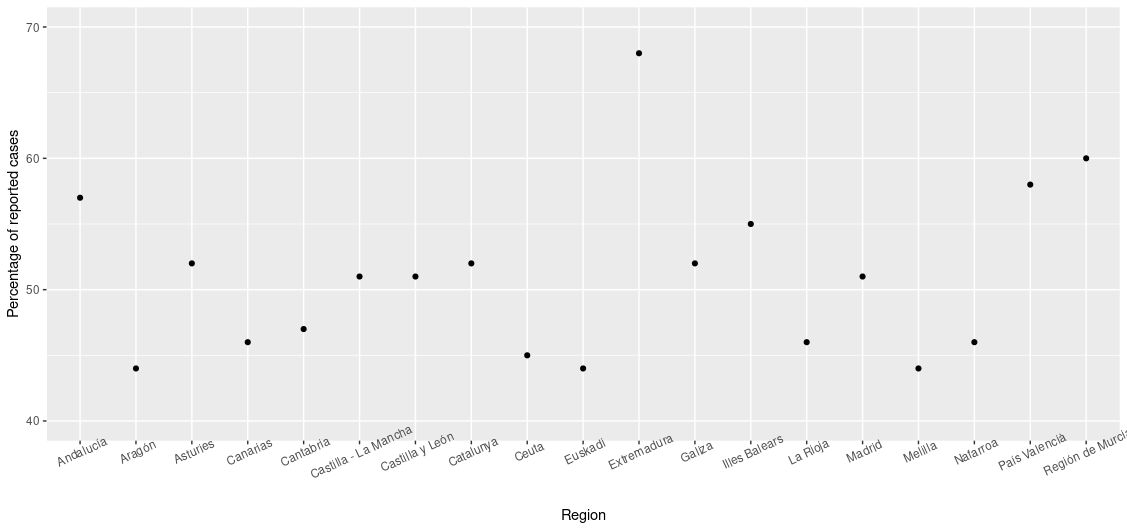 Percentage of reported cases
70
60
50
40
Andalucía
Aragón
Asturies
Canarias
Cantabria
Castilla - La Mancha
Castilla y León
Catalunya
Ceuta
Euskadi
Extremadura
Galiza
Illes Balears
La Rioja
Madrid
Melilla
Nafarroa
País Valencià
Región de Murcia
Region